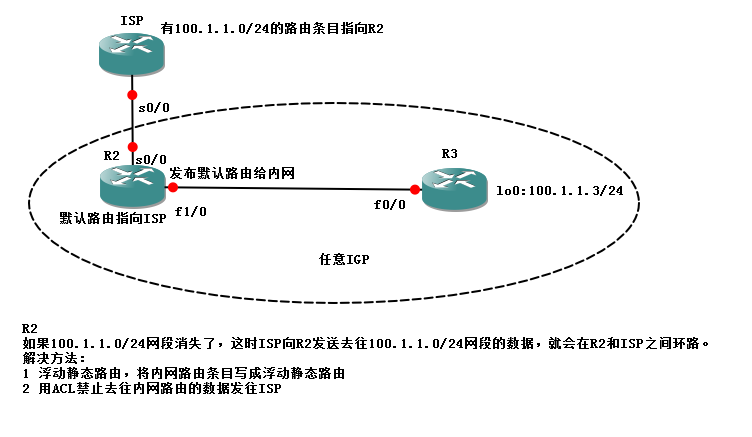 ISP
有100.1.1.0/24的路由条目指向R2
s0/0
R2
s0/0
发布默认路由给内网
R3
lo0:100.1.1.3/24
默认路由指向ISP
f1/0
f0/0
任意IGP
R2
如果100.1.1.0/24网段消失了，这时ISP向R2发送去往100.1.1.0/24网段的数据，就会在R2和ISP之间环路。
解决方法：
1 浮动静态路由，将内网路由条目写成浮动静态路由
2 用ACL禁止去往内网路由的数据发往ISP